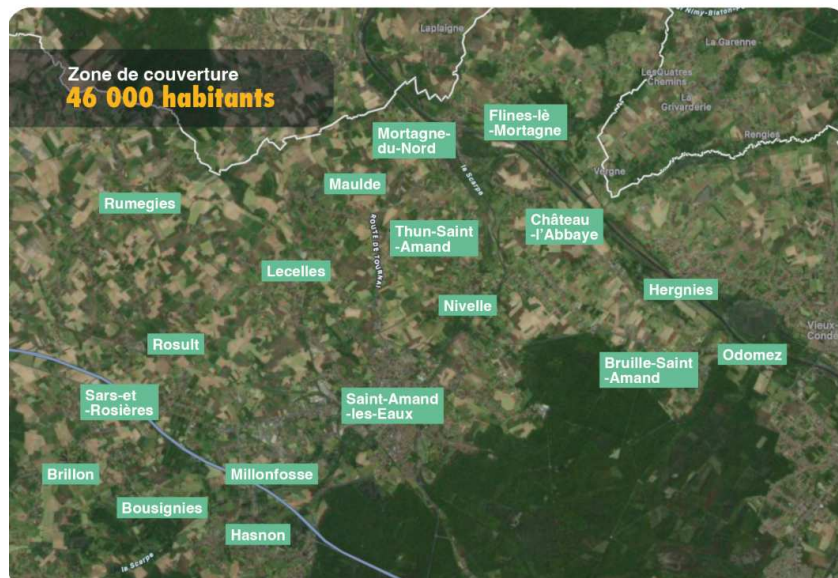 Zone de couverture
46 000 habitants
Laplaigne
La Garenne
Les Quatres
Chemins
La
Grivarderie
Rengies
Vergne
Flines-lè
-Mortagne
Mortagne-
du-Nord
la Scarpe
Maulde
Rumegies
Château
-l'Abbaye
Thun-Saint
-Amand
ROUTE DE TOURNAI
Lecelles
Hergnies
Nivelle
Vieux-
Condé
Rosult
Odomez
Bruille-Saint
-Amand
Sars-et
-Rosières
Saint-Amand
-les-Eaux
Brillon
Millonfosse
Bousignies
Hasnon
la Scarpe